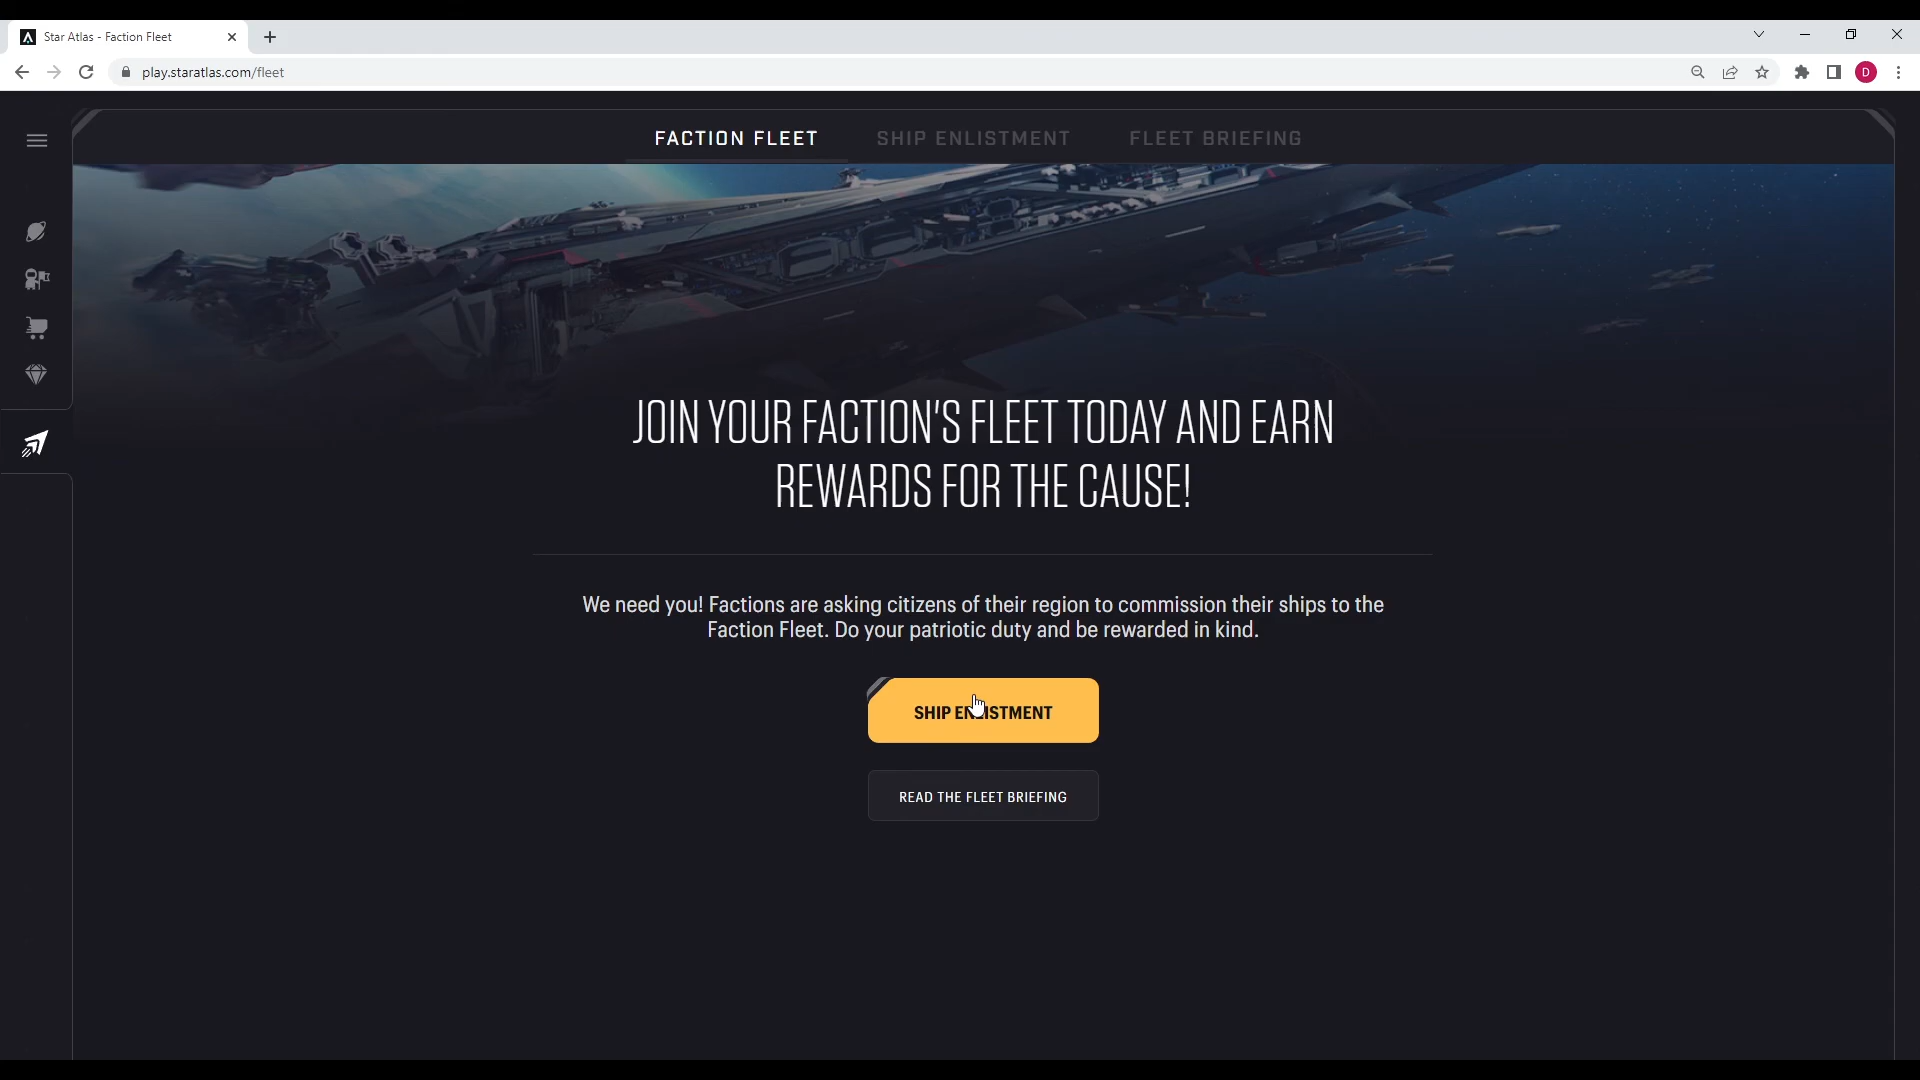 Star Atlas - Faction Fleet
play.staratlas.com/fleet
D
FACTION FLEET
SHIP ENLISTMENT
FLEET BRIEFING
JOIN YOUR FACTION'S FLEET TODAY AND EARN
REWARDS FOR THE CAUSE!
We need you! Factions are asking citizens of their region to commission their ships to the
Faction Fleet. Do your patriotic duty and be rewarded in kind.
SHIP ENLISTMENT
READ THE FLEET BRIEFING